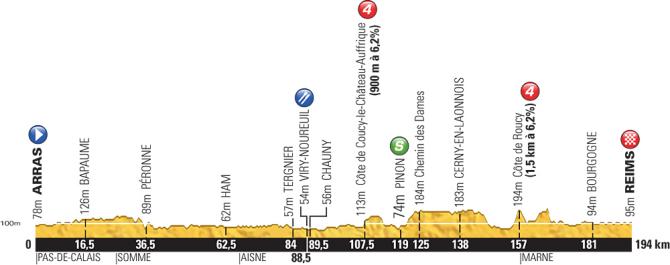 78m ARRAS
126m BAPAUME
89m PÉRONNE
62m HAM
57m TERGNIER
54m VIRY-NOUREUIL
56m CHAUNY
4
113m Côte de Coucy-le-Château-Auffrique
(900 m à 6,2%)
S
74m PINON
184m Chemin des Dames
183m CERNY-EN-LAONNOIS
4
194m Côte de Roucy
(1,5 km à 6,2%)
94m BOURGOGNE
95m REIMS
100m
0 16,5 36,5 62,5 84 89,5 107,5 119 125 138 157 181 194 km
88,5
PAS-DE-CALAIS SOMME AISNE MARNE